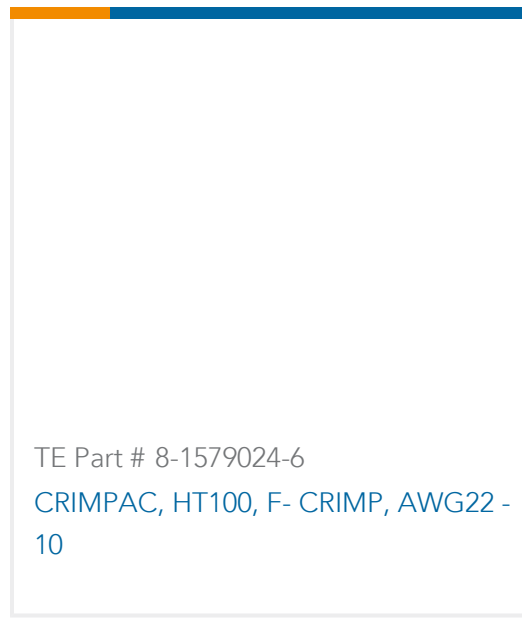 TE Part # 8-1579024-6
CRIMPAC, HT100, F- CRIMP, AWG22 -
10